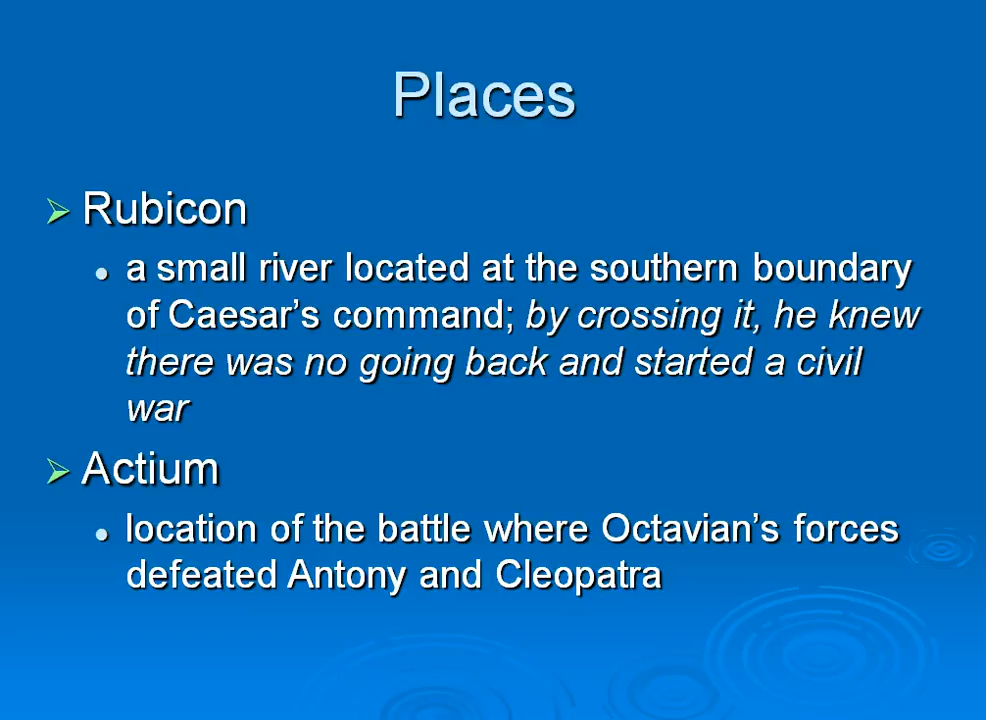 Places
Rubicon
a small river located at the southern boundary
of Caesar's command; by crossing it, he knew
there was no going back and started a civil
war
Actium
location of the battle where Octavian's forces
defeated Antony and Cleopatra